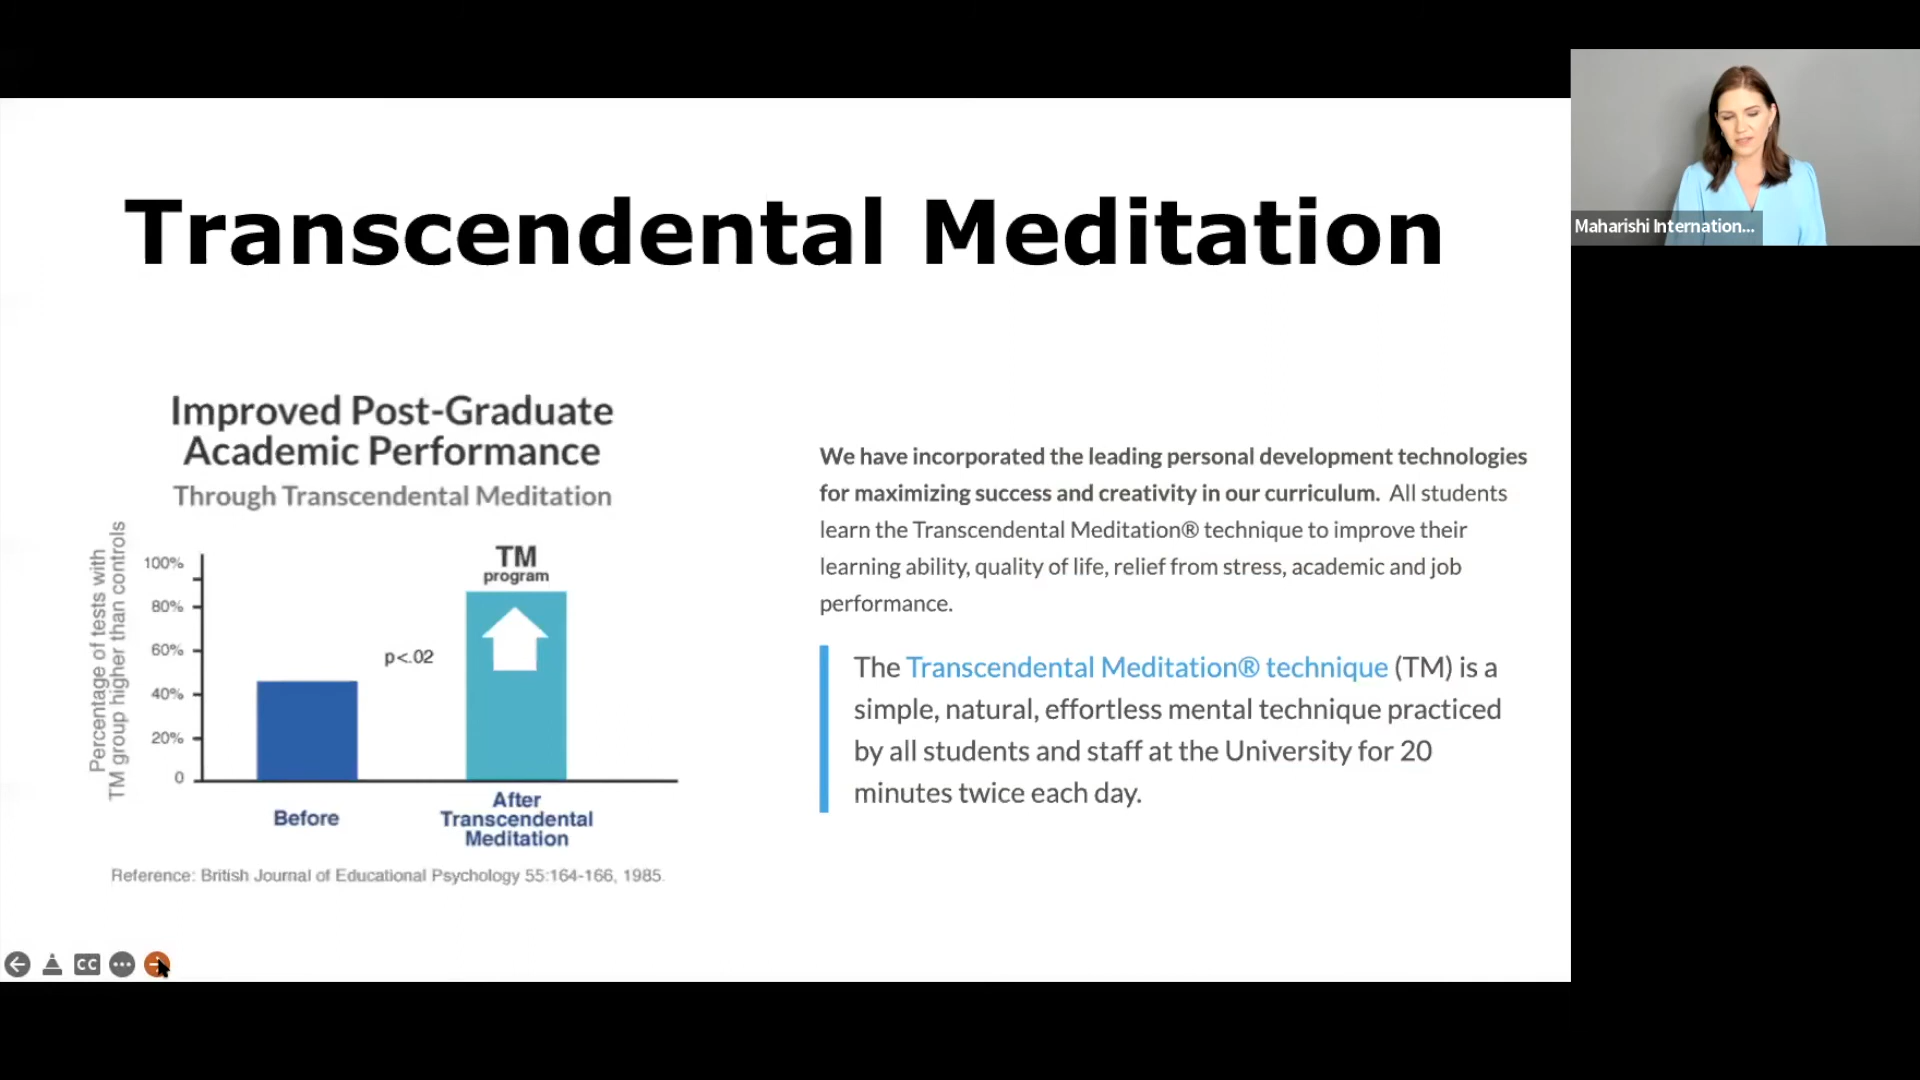 Transcendental Meditation
Improved Post-Graduate
Academic Performance
Through Transcendental Meditation
Percentage of tests with
TM group higher than controls
100%
80%
60%
40%
20%
0
p<.02
TM
program
Before
After
Transcendental
Meditation
Reference: British Journal of Educational Psychology 55:164-166, 1985.
We have incorporated the leading personal development technologies
for maximizing success and creativity in our curriculum. All students
learn the Transcendental Meditation® technique to improve their
learning ability, quality of life, relief from stress, academic and job
performance.
The Transcendental Meditation® technique (TM) is a
simple, natural, effortless mental technique practiced
by all students and staff at the University for 20
minutes twice each day.
Maharishi Internation...
CC